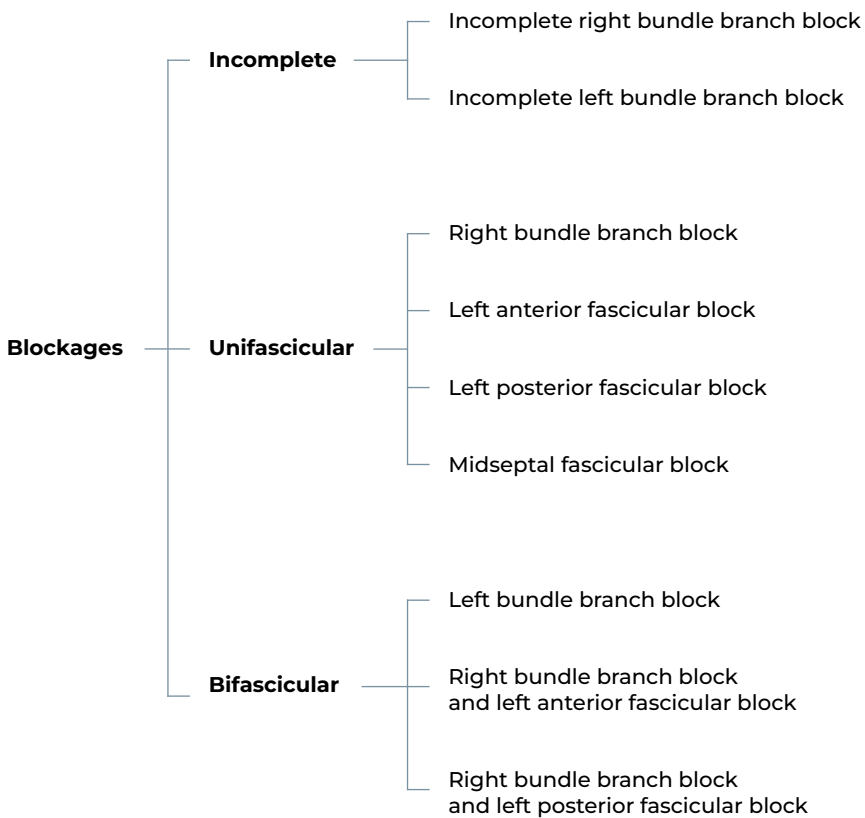 Blockages
Incomplete
Incomplete right bundle branch block
Incomplete left bundle branch block
Unifascicular
Right bundle branch block
Left anterior fascicular block
Left posterior fascicular block
Midseptal fascicular block
Bifascicular
Left bundle branch block
Right bundle branch block
and left anterior fascicular block
Right bundle branch block
and left posterior fascicular block